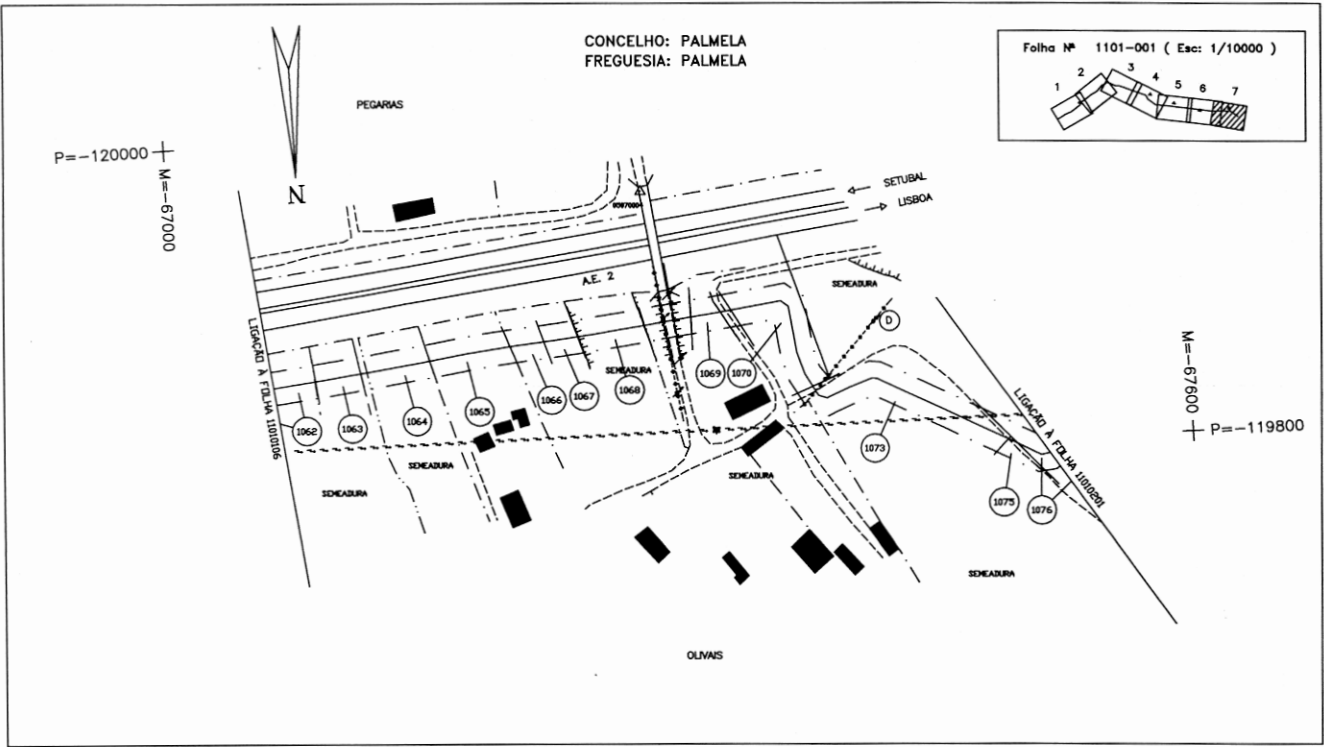 CONCELHO: PALMELA
FREGUESIA: PALMELA
Folha Nº 1101-001 ( Esc: 1/10000 )
1 2 3 4 5 6 7
PEGARIAS
P=-120000
M=-67000
N
SETUBAL
LISBOA
A.E. 2
SEMEADURA
D
LIGAÇÃO À FOLHA 11010106
M=-67600
P=-119800
SEMEADURA
1062
1063
1064
1065
1066
1067
1068
1069
1070
1073
1075
1076
LIGAÇÃO À FOLHA 11010201
SEMEADURA
SEMEADURA
SEMEADURA
SEMEADURA
OLIVAIS